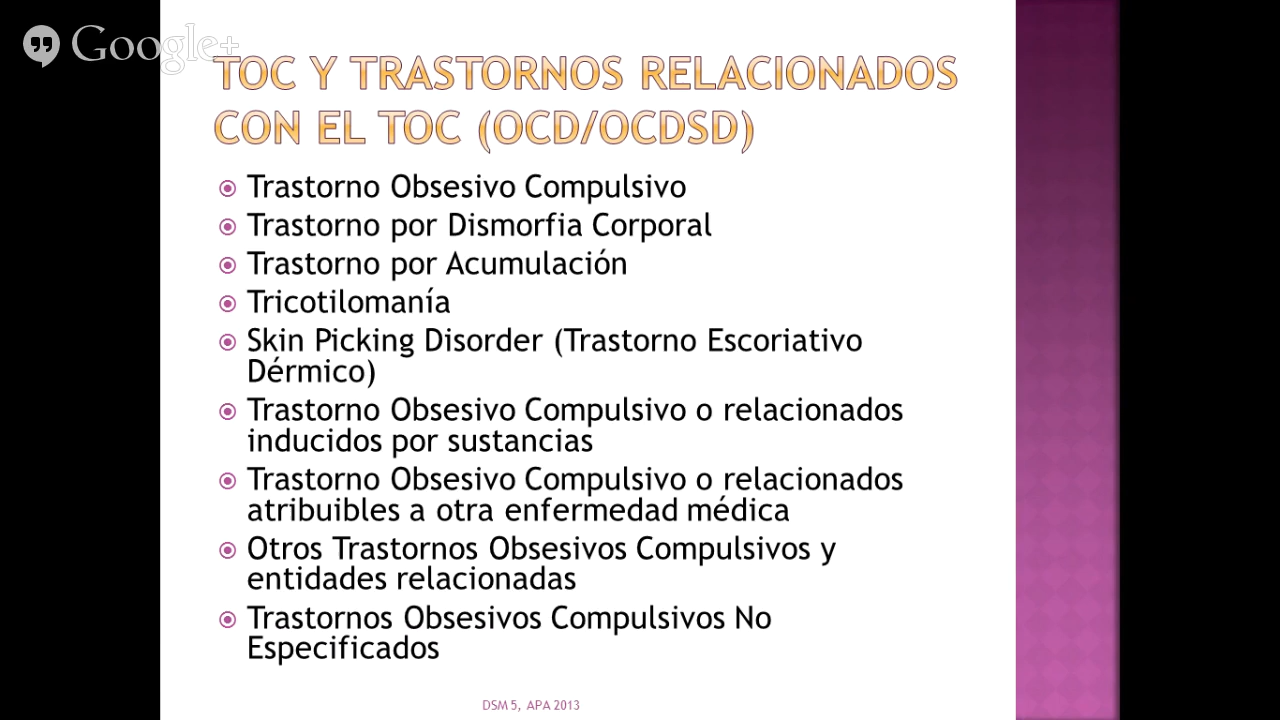 Google+
TOC Y TRASTORNOS RELACIONADOS
CON EL TOC (OCD/OCDSD)
Trastorno Obsesivo Compulsivo
Trastorno por Dismorfia Corporal
Trastorno por Acumulación
Tricotilomanía
Skin Picking Disorder (Trastorno Escoriativo
Dérmico)
Trastorno Obsesivo Compulsivo o relacionados
inducidos por sustancias
Trastorno Obsesivo Compulsivo o relacionados
atribuibles a otra enfermedad médica
Otros Trastornos Obsesivos Compulsivos y
entidades relacionadas
Trastornos Obsesivos Compulsivos No
Especificados
DSM 5, APA 2013